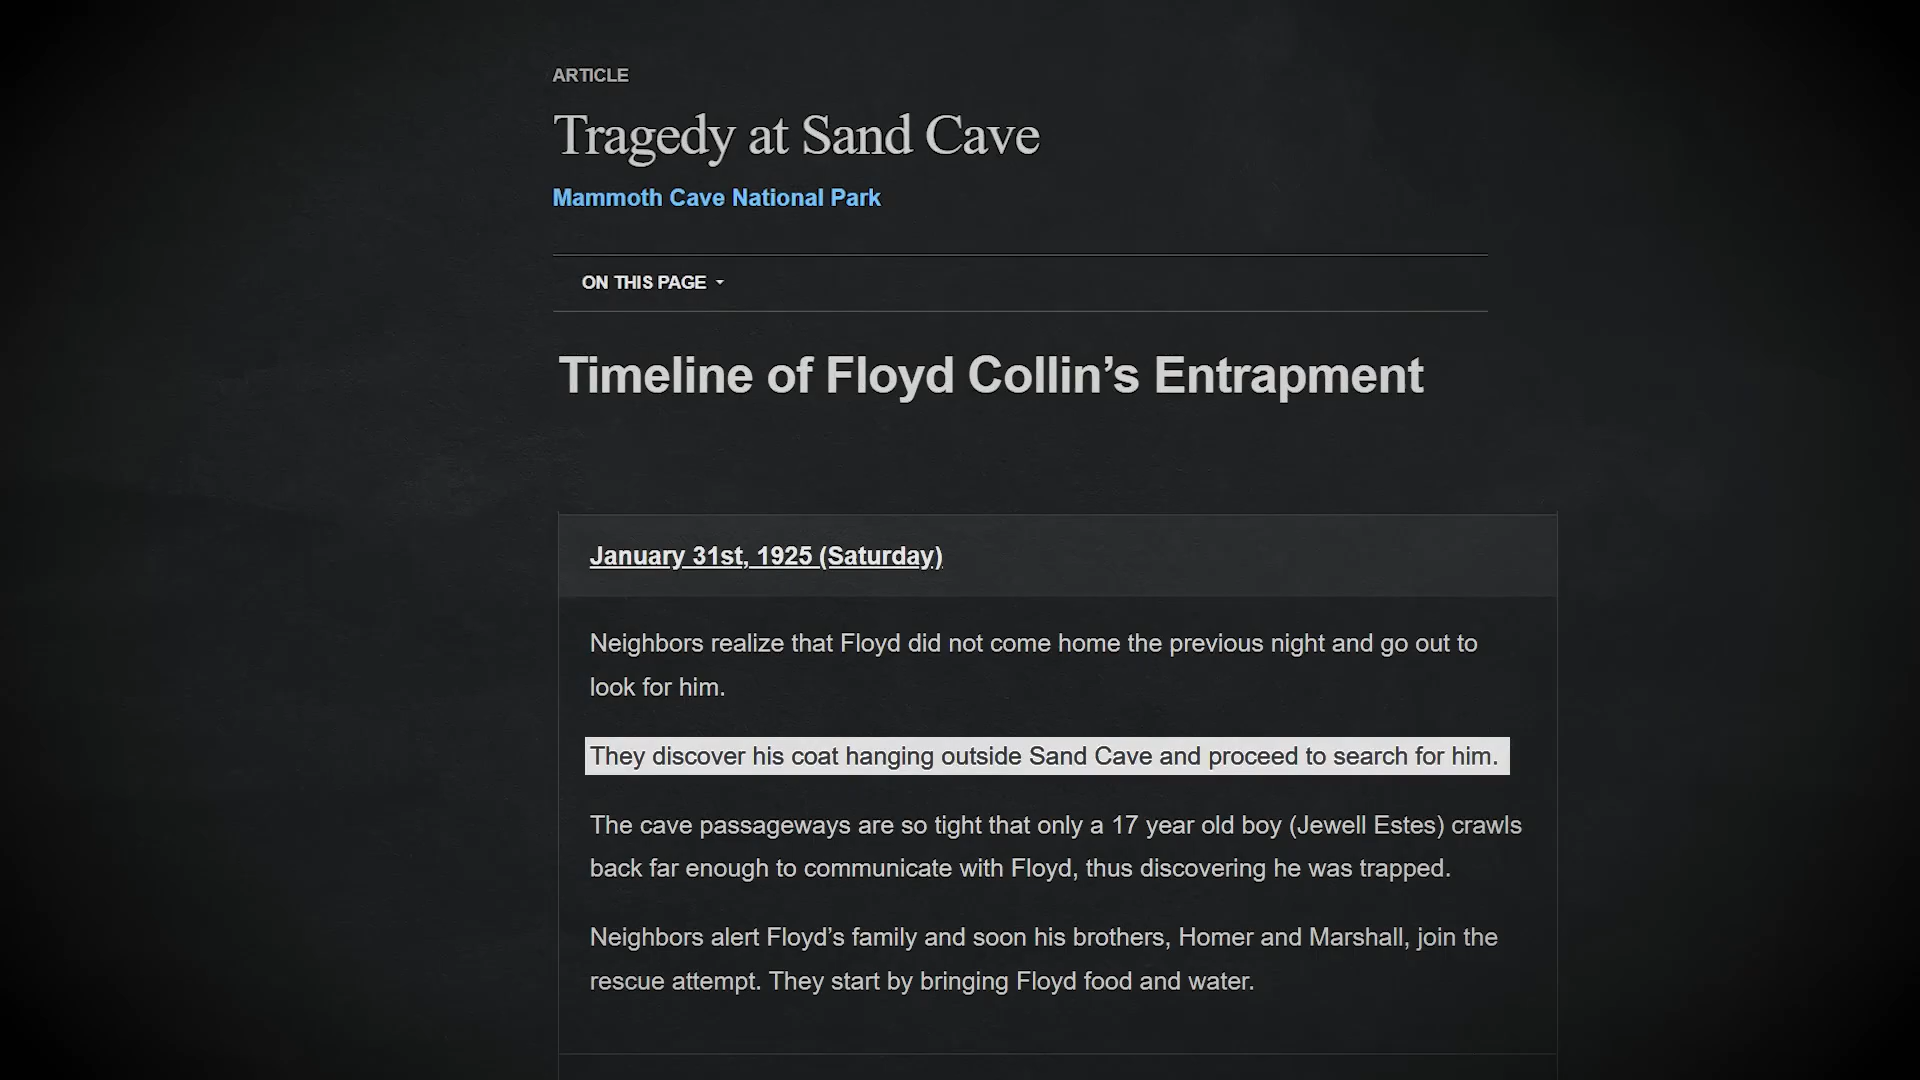 ARTICLE
Tragedy at Sand Cave
Mammoth Cave National Park
ON THIS PAGE
Timeline of Floyd Collin’s Entrapment
January 31st, 1925 (Saturday)
Neighbors realize that Floyd did not come home the previous night and go out to
look for him.
They discover his coat hanging outside Sand Cave and proceed to search for him.
The cave passageways are so tight that only a 17 year old boy (Jewell Estes) crawls
back far enough to communicate with Floyd, thus discovering he was trapped.
Neighbors alert Floyd’s family and soon his brothers, Homer and Marshall, join the
rescue attempt. They start by bringing Floyd food and water.